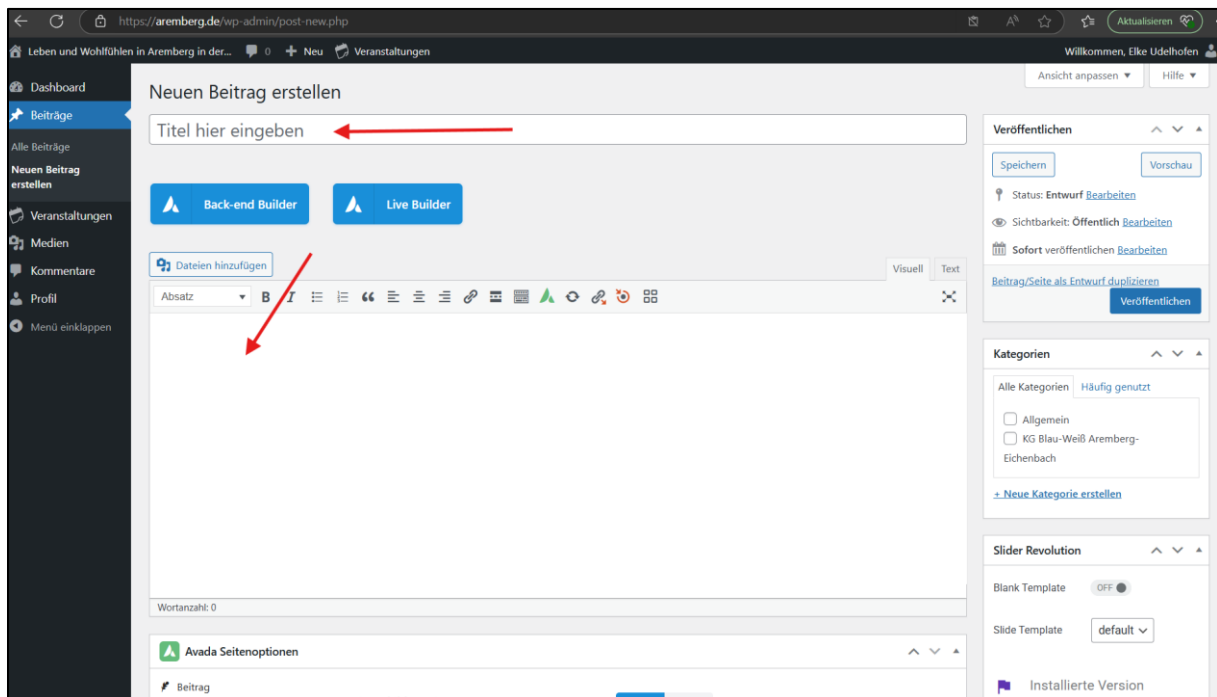 https://aremberg.de/wp-admin/post-new.php
Aktualisieren
Leben und Wohlfühlen in Aremberg in der... 0 + Neu Veranstaltungen
Willkommen, Elke Udelhofen
Ansicht anpassen ▼ Hilfe ▼
Dashboard
Beiträge
Alle Beiträge
Neuen Beitrag
erstellen
Veranstaltungen
Medien
Kommentare
Profil
Menü einklappen
Neuen Beitrag erstellen
Titel hier eingeben
Back-end Builder
Live Builder
Dateien hinzufügen
Visuell Text
Absatz
Wortanzahl: 0
Avada Seitenoptionen
Beitrag
Veröffentlichen
Speichern Vorschau
Status: Entwurf Bearbeiten
Sichtbarkeit: Öffentlich Bearbeiten
Sofort veröffentlichen Bearbeiten
Beitrag/Seite als Entwurf duplizieren
Veröffentlichen
Kategorien
Alle Kategorien Häufig genutzt
Allgemein
KG Blau-Weiß Aremberg-
Eichenbach
+ Neue Kategorie erstellen
Slider Revolution
Blank Template OFF
Slide Template default
Installierte Version